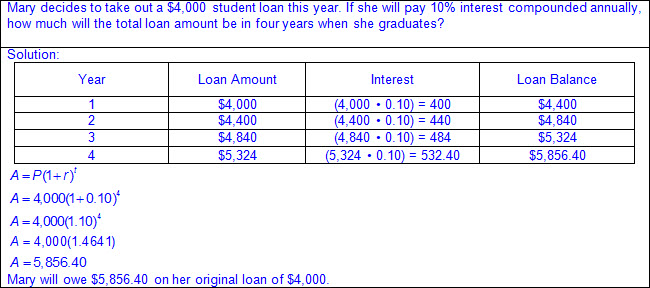 Mary decides to take out a $4,000 student loan this year. If she will pay 10% interest compounded annually,
how much will the total loan amount be in four years when she graduates?
Solution:
Year Loan Amount Interest Loan Balance
1 $4,000 (4,000 • 0.10) = 400 $4,400
2 $4,400 (4,400 • 0.10) = 440 $4,840
3 $4,840 (4,840 • 0.10) = 484 $5,324
4 $5,324 (5,324 • 0.10) = 532.40 $5,856.40
A = P(1+r)^t
A = 4,000(1+0.10)^4
A = 4,000(1.10)^4
A = 4,000(1.4641)
A = 5,856.40
Mary will owe $5,856.40 on her original loan of $4,000.